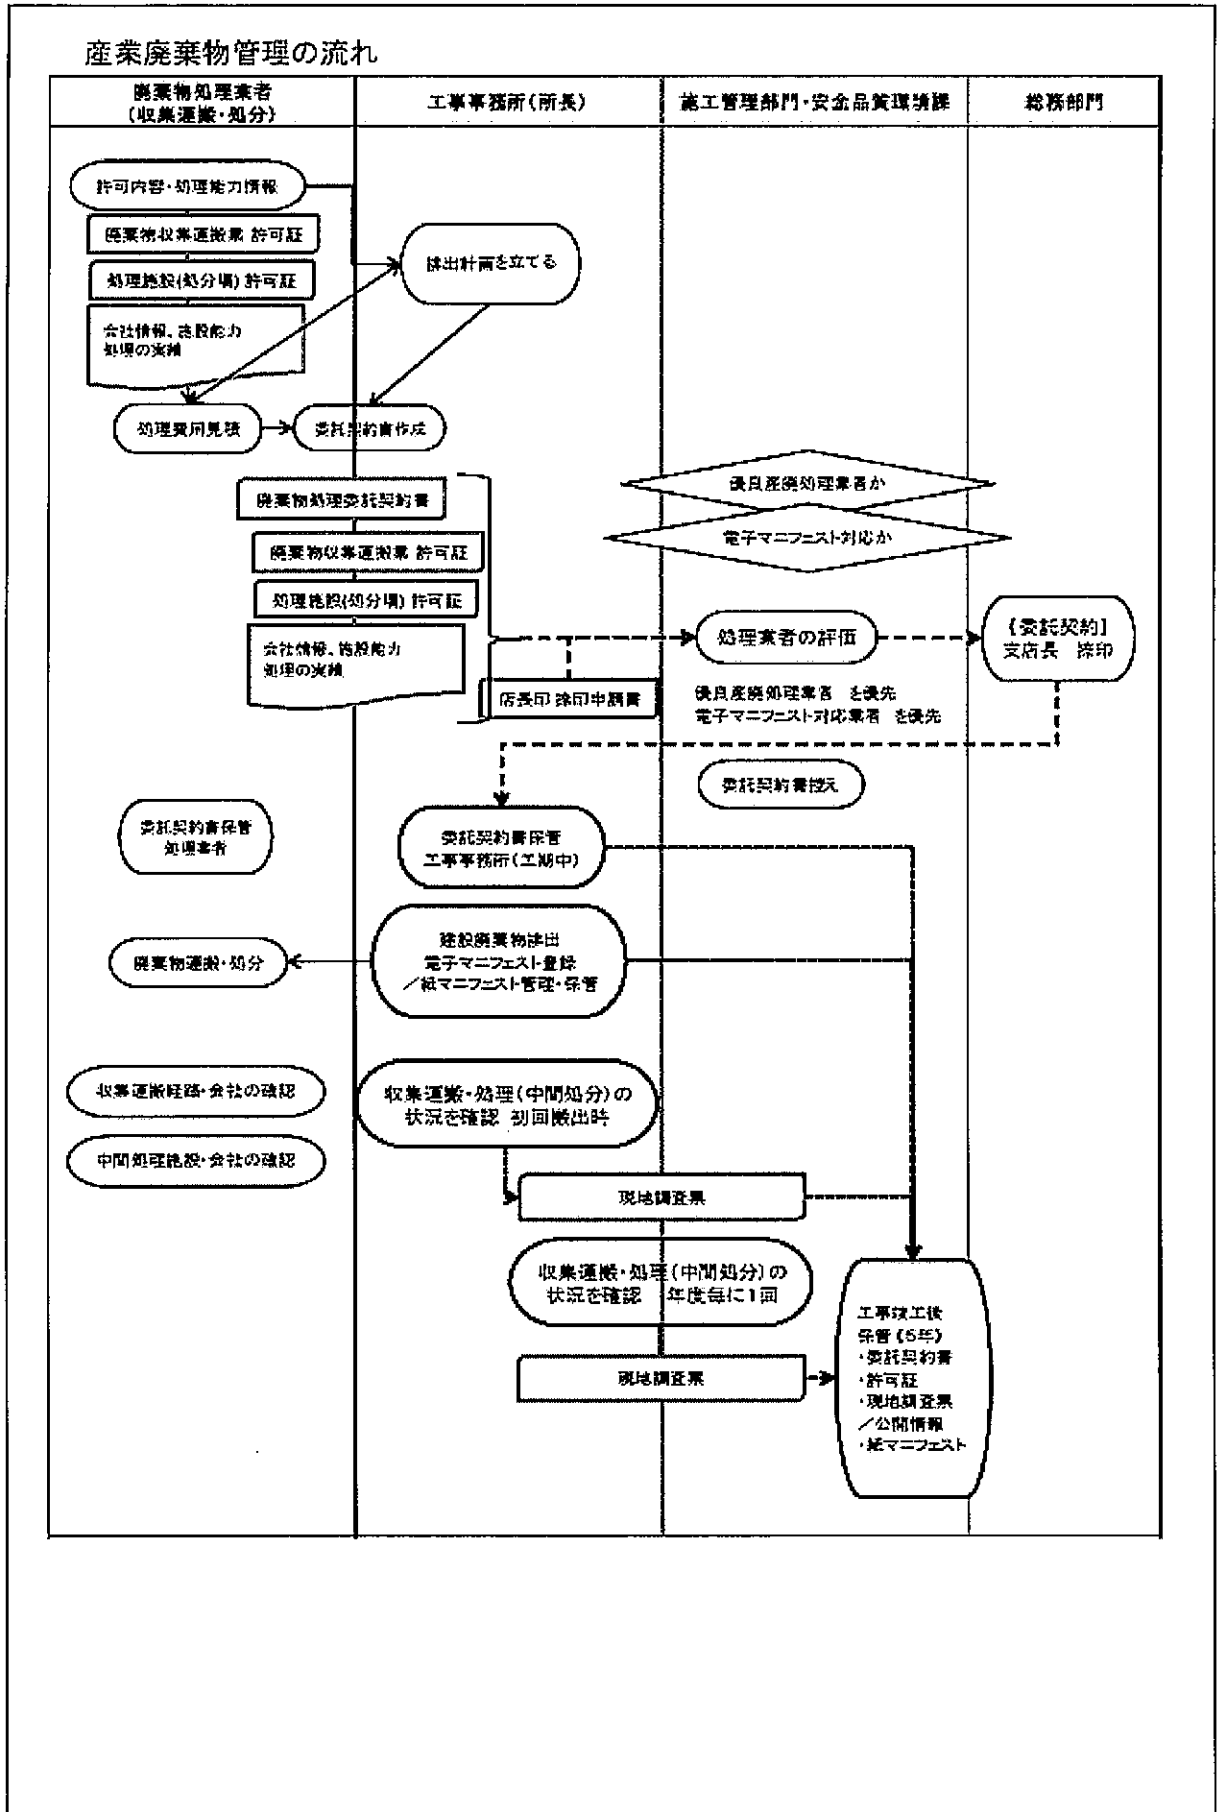 産業廃棄物管理の流れ
廃棄物処理業者
(収集運搬・処分)
工事事務所(所長)
施工管理部門・安全品質環境課
総務部門
許可内容・処理能力情報
廃棄物収集運搬業 許可証
処理施設(処分場) 許可証
会社情報、施設能力
処理の実績
排出計画を立てる
処理費用見積
委託契約書作成
廃棄物処理委託契約書
廃棄物収集運搬業 許可証
処理施設(処分場) 許可証
会社情報、施設能力
処理の実績
店長印 捺印申請書
優良産廃処理業者か
電子マニフェスト対応か
処理業者の評価
優良産廃処理業者 を優先
電子マニフェスト対応業者 を優先
【委託契約】
支店長 捺印
委託契約書控え
委託契約書保管
処理業者
委託契約書保管
工事事務所(工期中)
廃棄物運搬・処分
建設廃棄物排出
電子マニフェスト登録
/紙マニフェスト管理・保管
収集運搬経路・会社の確認
中間処理施設・会社の確認
収集運搬・処理(中間処分)の
状況を確認 初回搬出時
現地調査票
収集運搬・処理(中間処分)の
状況を確認 年度毎に1回
現地調査票
工事竣工後
保管(5年)
・委託契約書
・許可証
・現地調査票
/公開情報
・紙マニフェスト